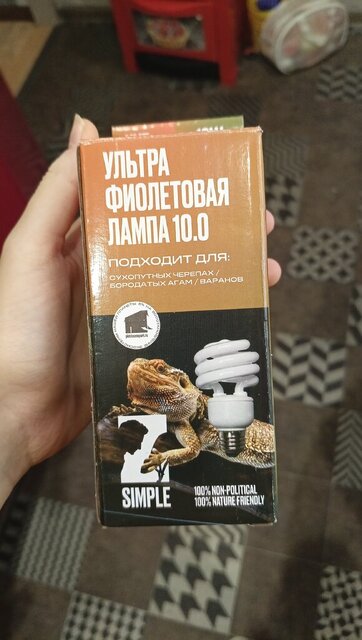 УЛЬТРА
ФИОЛЕТОВАЯ
ЛАМПА 10.0
ПОДХОДИТ ДЛЯ:
СУХОПУТНЫХ ЧЕРЕПАХ /
БОРОДАТЫХ АГАМ / ВАРАНОВ
Z
SIMPLE
100% NON-POLITICAL
100% NATURE FRIENDLY